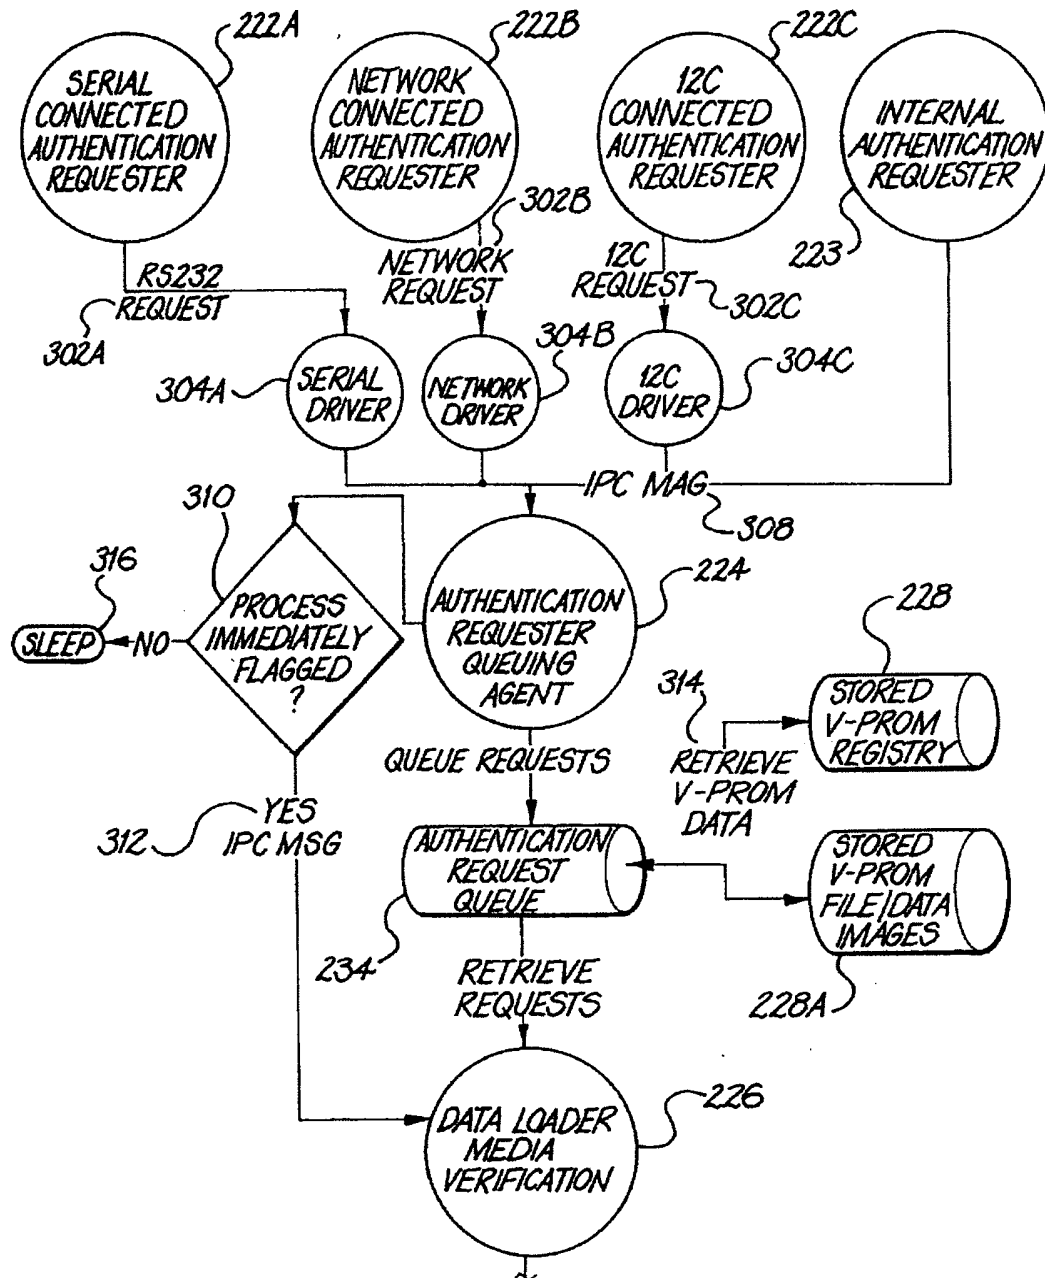 222A
222B
222C
SERIAL
CONNECTED
AUTHENTICATION
REQUESTER
NETWORK
CONNECTED
AUTHENTICATION
REQUESTER
12C
CONNECTED
AUTHENTICATION
REQUESTER
INTERNAL
AUTHENTICATION
REQUESTER
223
RS232
REQUEST
302A
302B
NETWORK
REQUEST
12C
REQUEST
302C
304A
SERIAL
DRIVER
304B
NETWORK
DRIVER
12C
DRIVER
304C
IPC MAG
308
310
316
SLEEP
NO
PROCESS
IMMEDIATELY
FLAGGED
?
AUTHENTICATION
REQUESTER
QUEUING
AGENT
224
228
STORED
V-PROM
REGISTRY
314
RETRIEVE
V-PROM
DATA
QUEUE REQUESTS
312
YES
IPC MSG
AUTHENTICATION
REQUEST
QUEUE
234
STORED
V-PROM
FILE/DATA
IMAGES
228A
RETRIEVE
REQUESTS
DATA LOADER
MEDIA
VERIFICATION
226